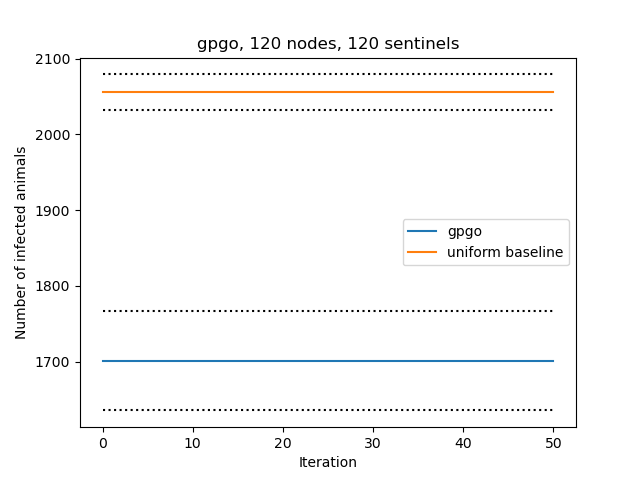 gpgo, 120 nodes, 120 sentinels
2100
2000
1900
1800
1700
Number of infected animals
gpgo
uniform baseline
0 10 20 30 40 50
Iteration